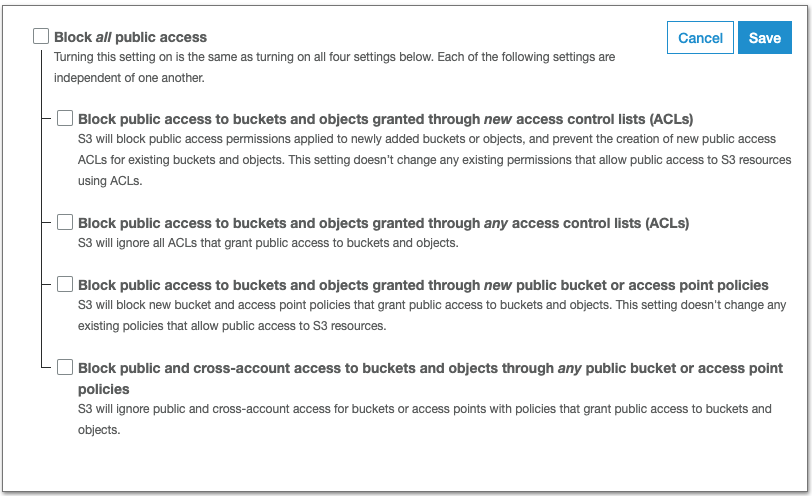 Block all public access
Cancel
Save
Turning this setting on is the same as turning on all four settings below. Each of the following settings are
independent of one another.
Block public access to buckets and objects granted through new access control lists (ACLs)
S3 will block public access permissions applied to newly added buckets or objects, and prevent the creation of new public access
ACLs for existing buckets and objects. This setting doesn't change any existing permissions that allow public access to S3 resources
using ACLs.
Block public access to buckets and objects granted through any access control lists (ACLs)
S3 will ignore all ACLs that grant public access to buckets and objects.
Block public access to buckets and objects granted through new public bucket or access point policies
S3 will block new bucket and access point policies that grant public access to buckets and objects. This setting doesn't change any
existing policies that allow public access to S3 resources.
Block public and cross-account access to buckets and objects through any public bucket or access point
policies
S3 will ignore public and cross-account access for buckets or access points with policies that grant public access to buckets and
objects.